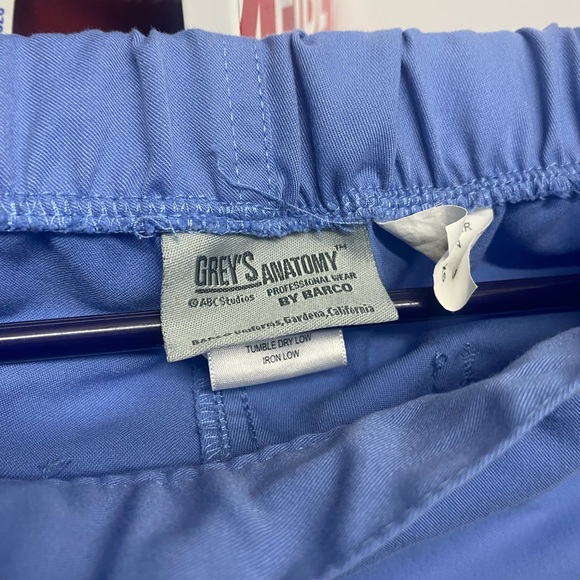 GREY'S ANATOMY™
PROFESSIONAL WEAR
© ABC Studios BY BARCO
BARCO Uniforms, Gardena, California
TUMBLE DRY LOW
IRON LOW
R